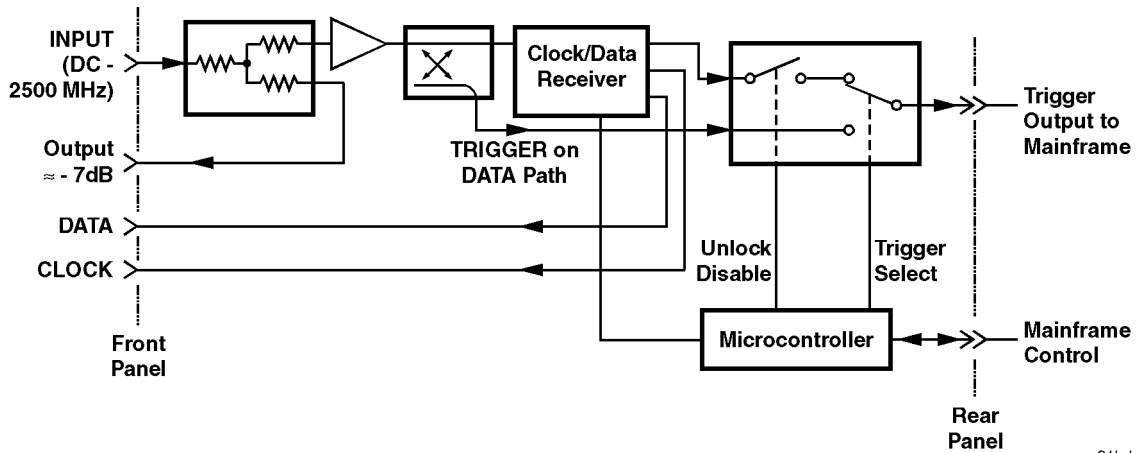 INPUT
(DC -
2500 MHz)
Clock/Data
Receiver
Trigger
Output to
Mainframe
Output
≈ - 7dB
TRIGGER on
DATA Path
DATA
CLOCK
Unlock
Disable
Trigger
Select
Front
Panel
Microcontroller
Mainframe
Control
Rear
Panel